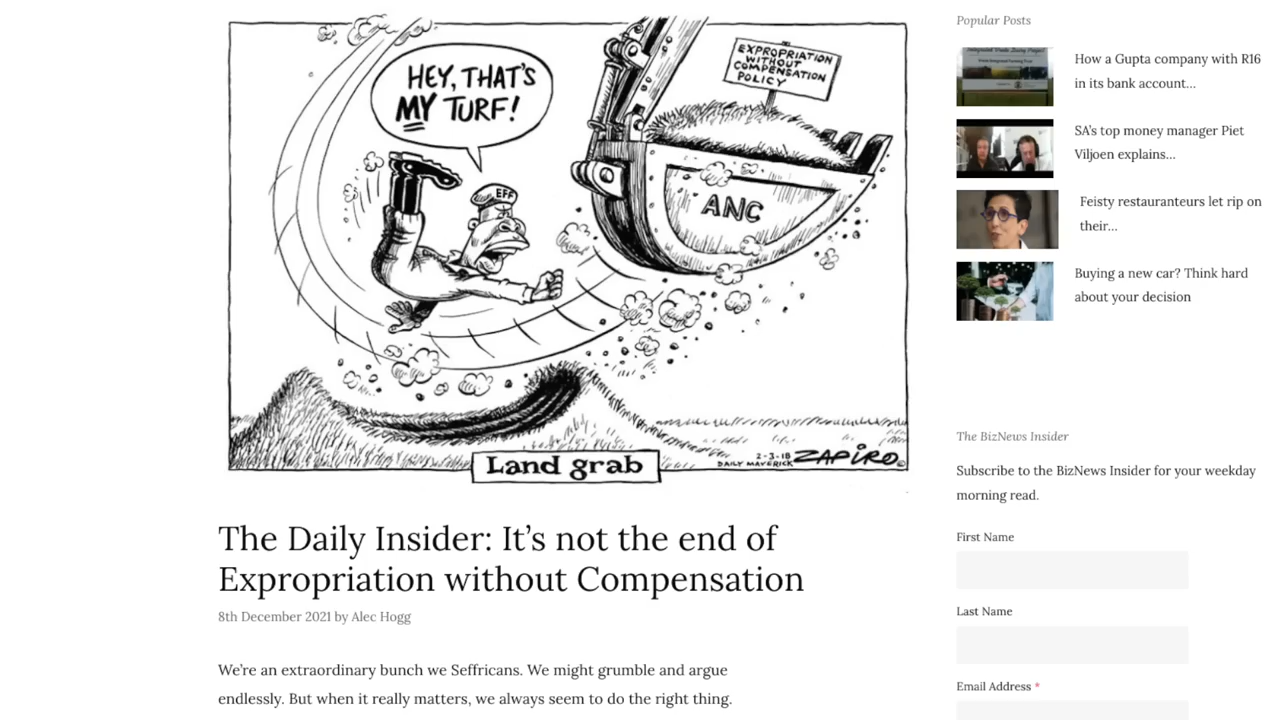 HEY, THAT'S
MY TURF!
EXPROPRIATION
WITHOUT
COMPENSATION
POLICY
EFF
ANC
Land grab
2-3-18
DAILY MAVERICK
ZAPIRO
©
The Daily Insider: It’s not the end of
Expropriation without Compensation
8th December 2021 by Alec Hogg
We’re an extraordinary bunch we Seffricans. We might grumble and argue
endlessly. But when it really matters, we always seem to do the right thing.
Popular Posts
How a Gupta company with R16
in its bank account…
SA’s top money manager Piet
Viljoen explains…
Feisty restauranteurs let rip on
their…
Buying a new car? Think hard
about your decision
The BizNews Insider
Subscribe to the BizNews Insider for your weekday
morning read.
First Name
Last Name
Email Address *